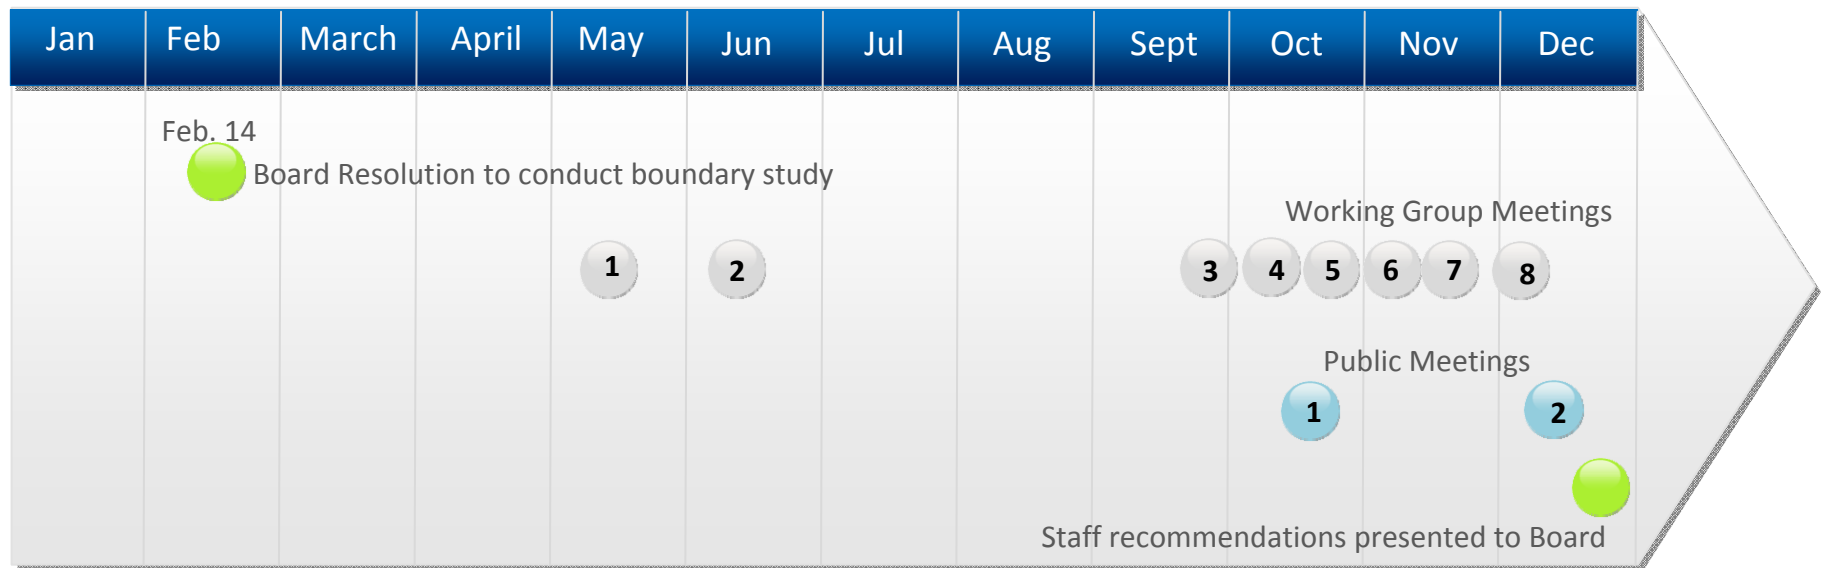 Jan Feb March April May Jun Jul Aug Sept Oct Nov Dec
Feb. 14
Board Resolution to conduct boundary study
Working Group Meetings
1 2 3 4 5 6 7 8
Public Meetings
1 2
Staff recommendations presented to Board